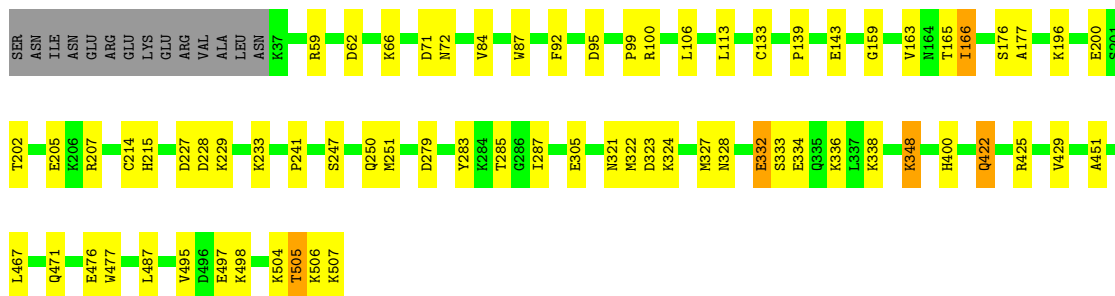 SER ASN ILE ASN GLU ARG GLU LYS GLU ARG VAL ALA LEU ASN K37 R59 D62 K66 D71 N72 V84 W87 F92 D95 P99 R100 L106 L113 C133 P139 E143 G159 V163 N164 T165 I166 S176 A177 K196 E200 S201
T202 E205 K206 R207 C214 H215 D227 D228 K229 K233 P241 S247 Q250 M251 D279 Y283 K284 T285 G286 I287 E305 N321 M322 D323 K324 M327 N328 E332 S333 E334 Q335 K336 L337 K338 K348 H400 Q422 R425 V429 A451
L467 Q471 E476 W477 L487 V495 D496 E497 K498 K504 T505 K506 K507